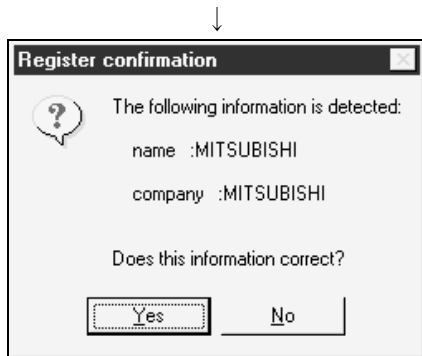 ↓
Register confirmation
?
The following information is detected:
name :MITSUBISHI
company :MITSUBISHI
Does this information correct?
Yes No